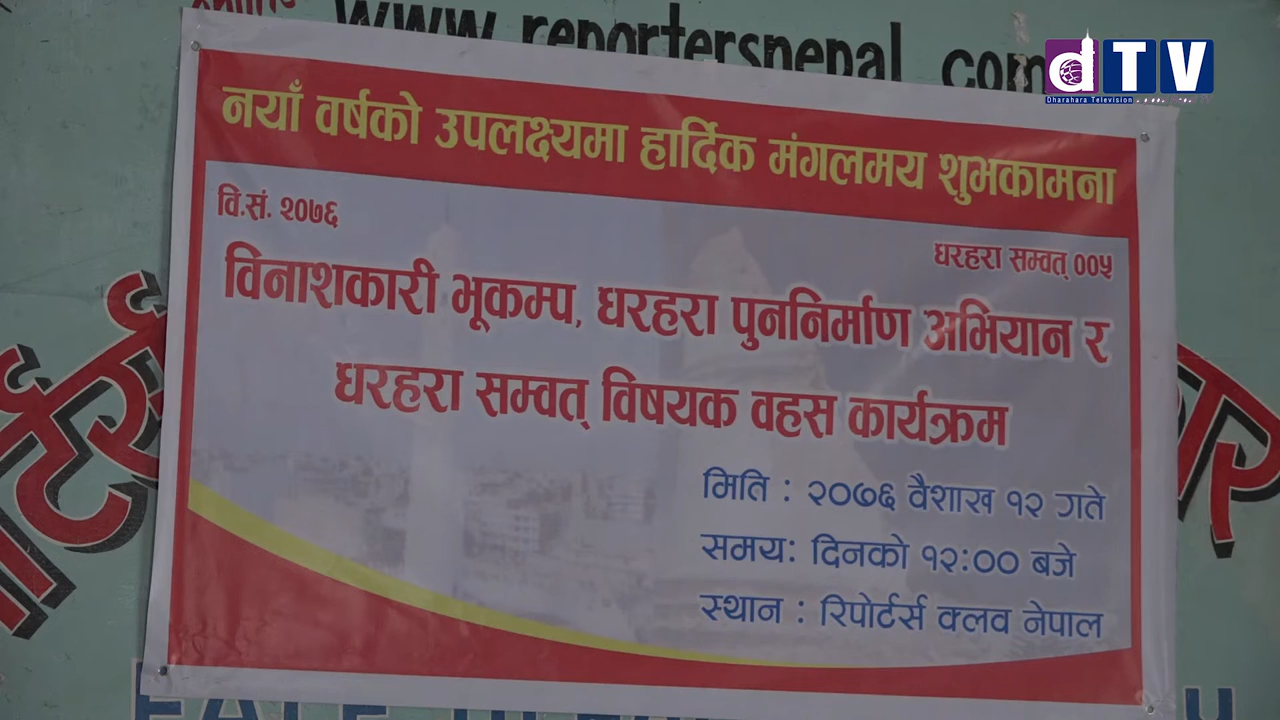 www.reportersnepal.com
dTV
Dharahara Television
नयाँ वर्षको उपलक्ष्यमा हार्दिक मंगलमय शुभकामना
वि.सं. २०७६
धरहरा सम्वत् ००५
विनाशकारी भूकम्प, धरहरा पुननिर्माण अभियान र
धरहरा सम्वत् विषयक वहस कार्यक्रम
मिति : २०७६ वैशाख १२ गते
समय: दिनको १२:०० बजे
स्थान : रिपोर्टर्स क्लव नेपाल